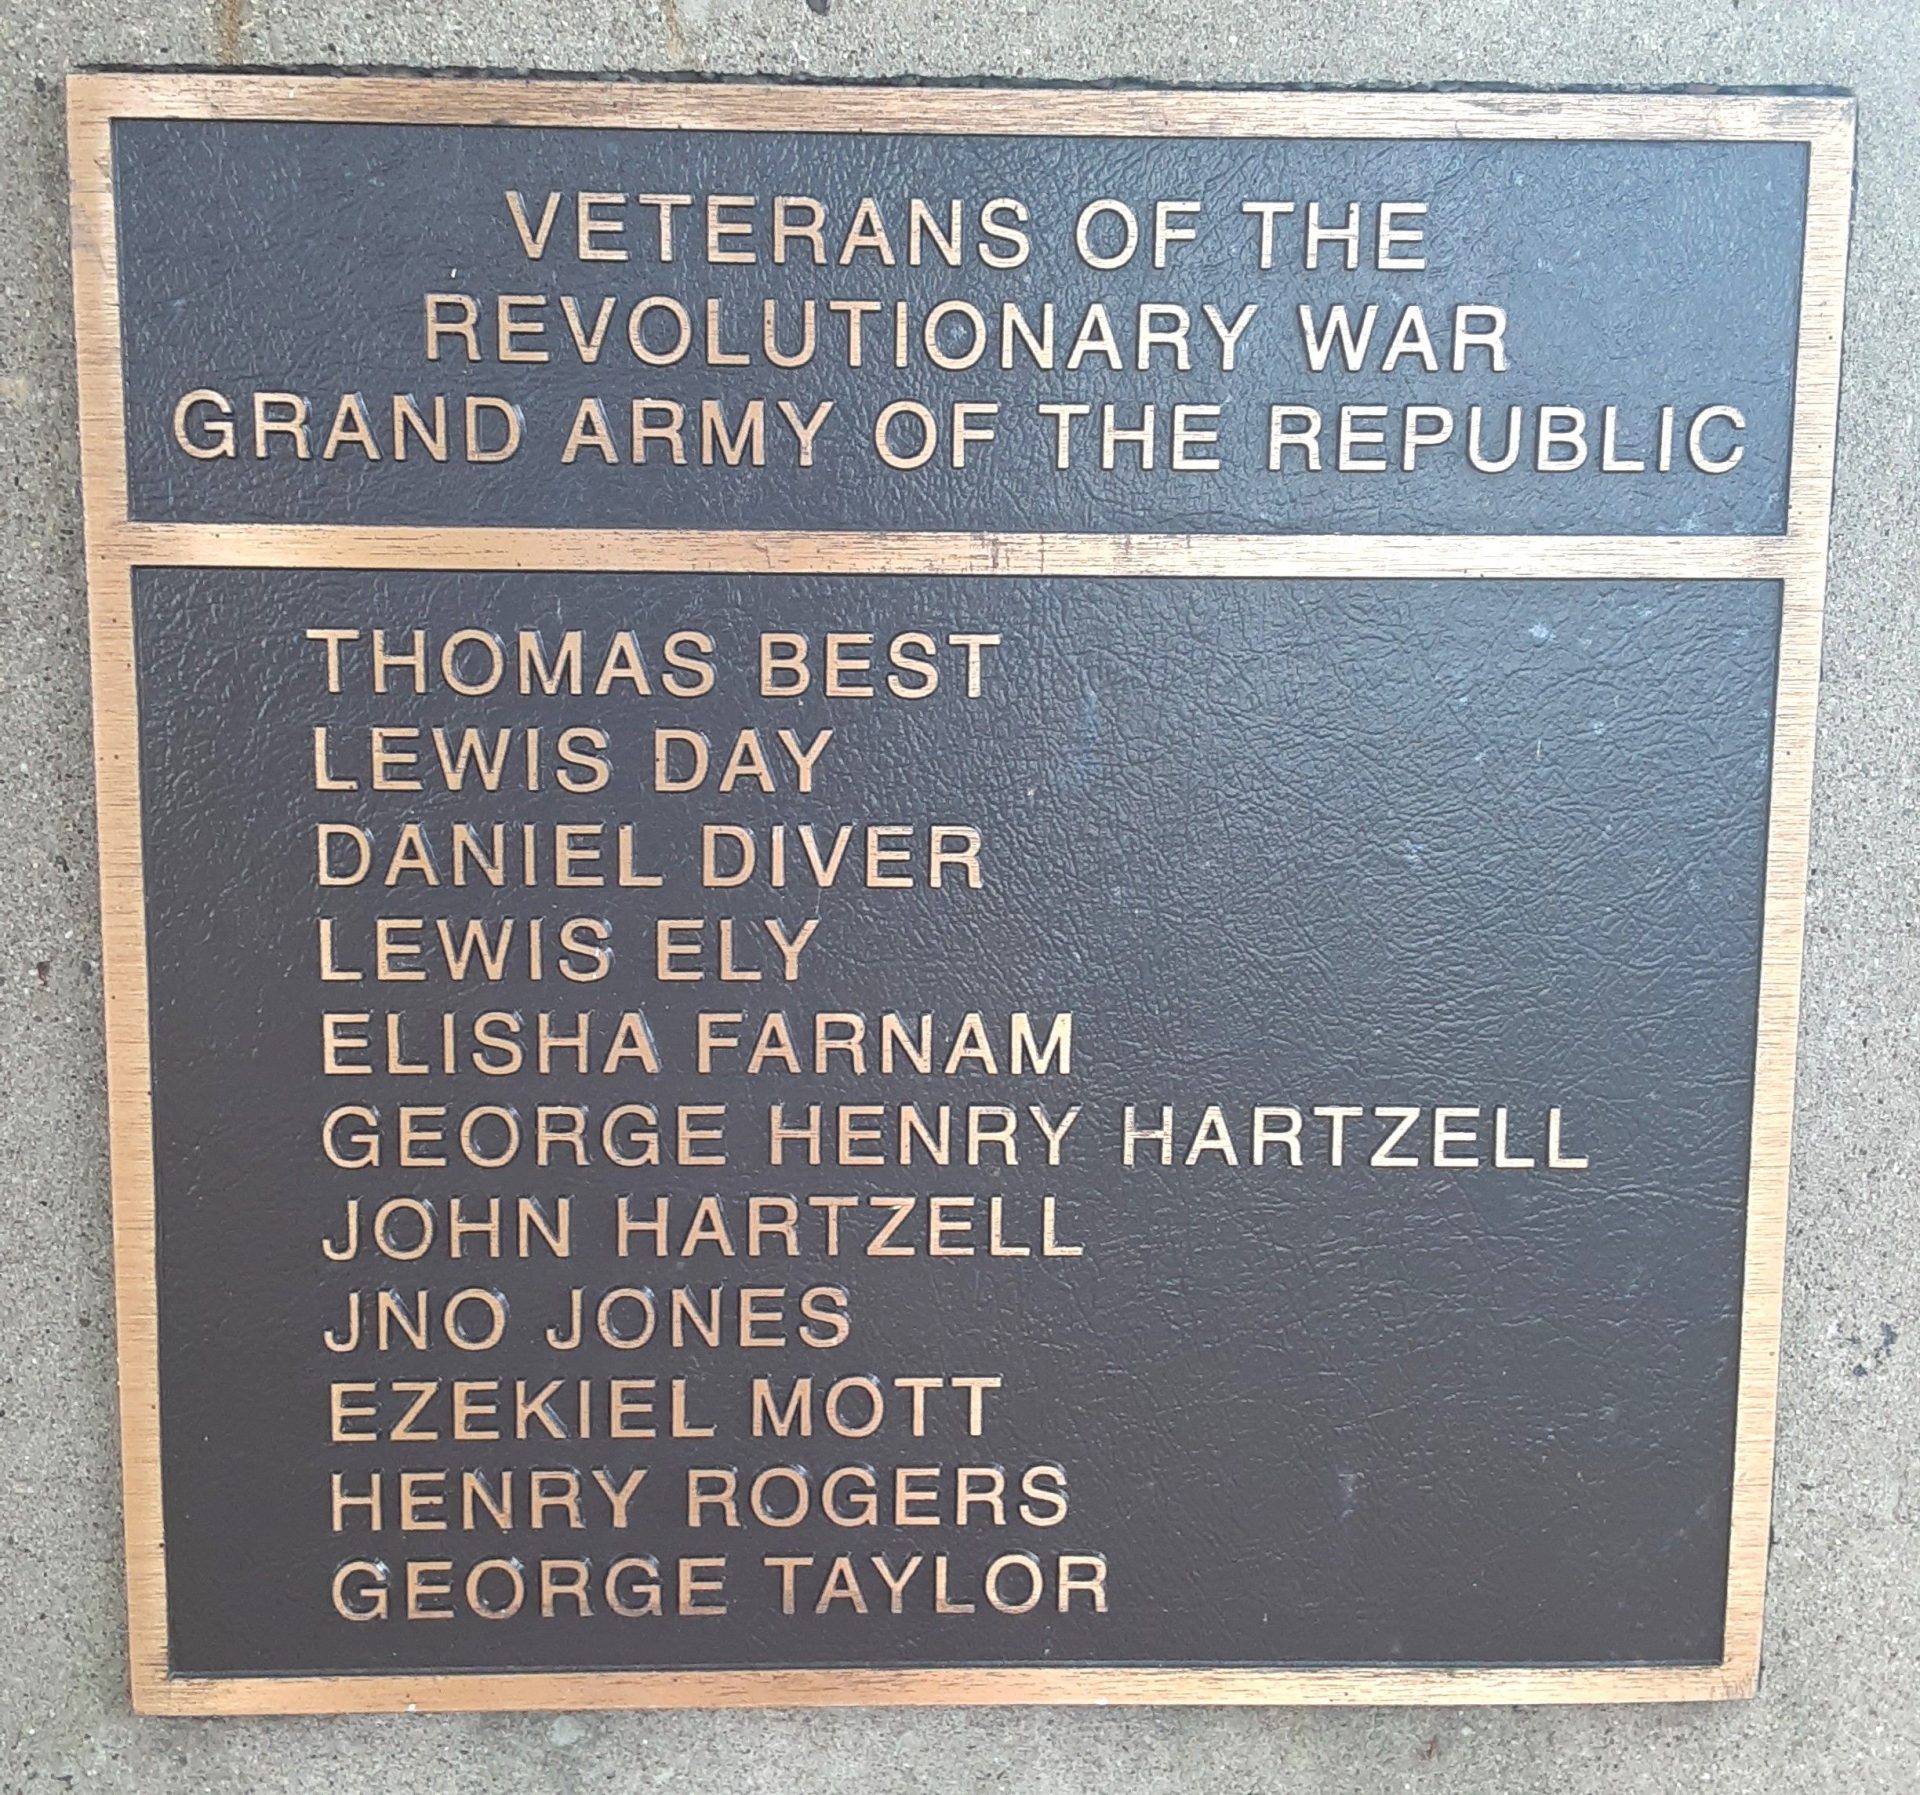 VETERANS OF THE
REVOLUTIONARY WAR
GRAND ARMY OF THE REPUBLIC
THOMAS BEST
LEWIS DAY
DANIEL DIVER
LEWIS ELY
ELISHA FARNAM
GEORGE HENRY HARTZELL
JOHN HARTZELL
JNO JONES
EZEKIEL MOTT
HENRY ROGERS
GEORGE TAYLOR